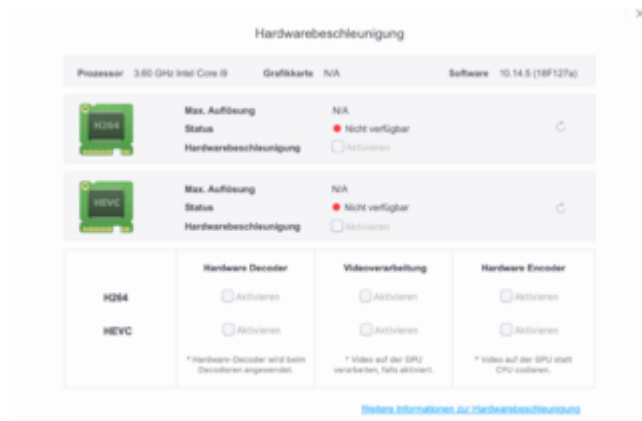 Hardwarebeschleunigung
Prozessor 3.60 GHz Intel Core i9 Grafikkarte N/A Software 10.14.5 (18F127a)
H264
Max. Auflösung N/A
Status Nicht verfügbar
Hardwarebeschleunigung Aktivieren
HEVC
Max. Auflösung N/A
Status Nicht verfügbar
Hardwarebeschleunigung Aktivieren
Hardware Decoder Videoverarbeitung Hardware Encoder
H264 Aktivieren Aktivieren Aktivieren
HEVC Aktivieren Aktivieren Aktivieren
* Hardware-Decoder wird beim Decodieren angewendet.
* Video auf der GPU verarbeiten, falls aktiviert.
* Video auf der GPU statt CPU codieren.
Weitere Informationen zur Hardwarebeschleunigung